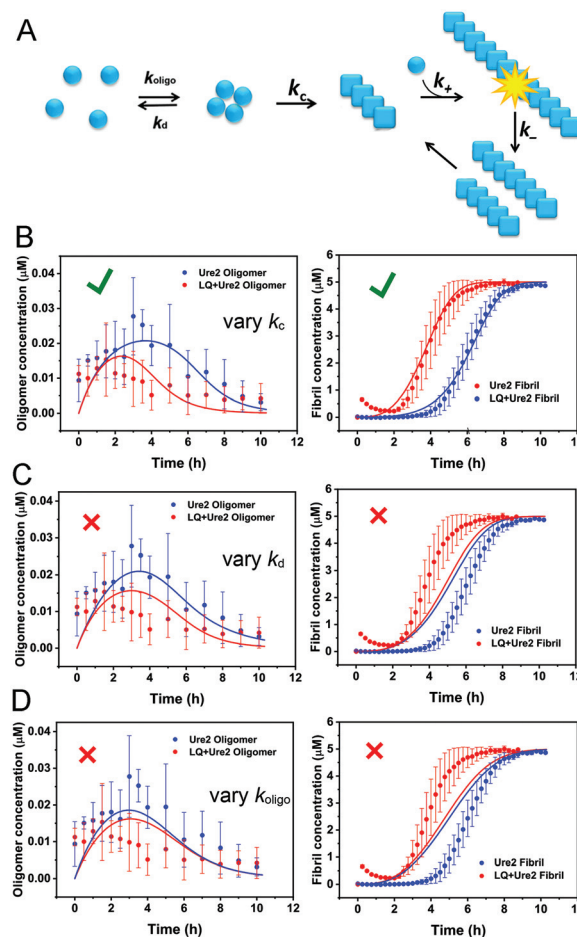 A
k_oligo
k_d
k_c
k_+
k_−
B
Oligomer concentration (μM)
0.04
0.03
0.02
0.01
0.00
Ure2 Oligomer
LQ+Ure2 Oligomer
vary k_c
0 2 4 6 8 10 12
Time (h)
Fibril concentration (μM)
6
5
4
3
2
1
0
Ure2 Fibril
LQ+Ure2 Fibril
0 2 4 6 8 10 12
Time (h)
C
Oligomer concentration (μM)
0.04
0.03
0.02
0.01
0.00
Ure2 Oligomer
LQ+Ure2 Oligomer
vary k_d
0 2 4 6 8 10 12
Time (h)
Fibril concentration (μM)
6
5
4
3
2
1
0
Ure2 Fibril
LQ+Ure2 Fibril
0 2 4 6 8 10 12
Time (h)
D
Oligomer concentration (μM)
0.04
0.03
0.02
0.01
0.00
Ure2 Oligomer
LQ+Ure2 Oligomer
vary k_oligo
0 2 4 6 8 10 12
Time (h)
Fibril concentration (μM)
6
5
4
3
2
1
0
Ure2 Fibril
LQ+Ure2 Fibril
0 2 4 6 8 10 12
Time (h)